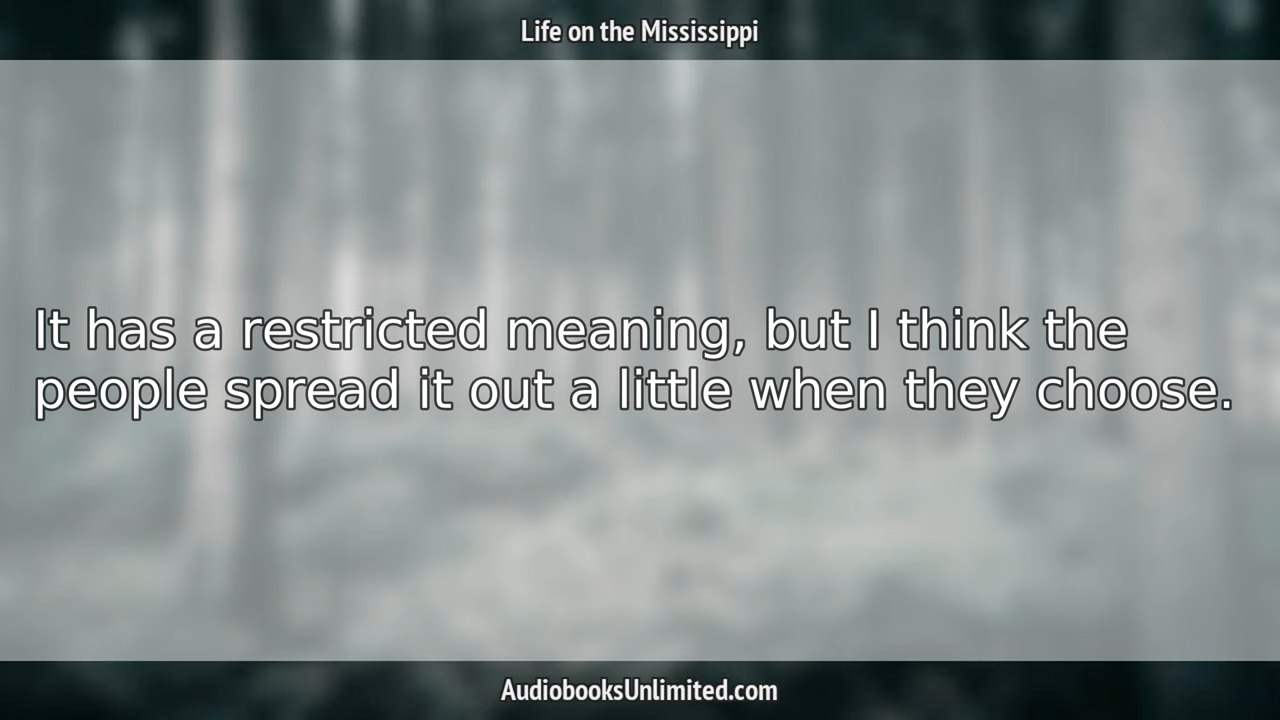 Life on the Mississippi
It has a restricted meaning, but I think the
people spread it out a little when they choose.
AudiobooksUnlimited.com